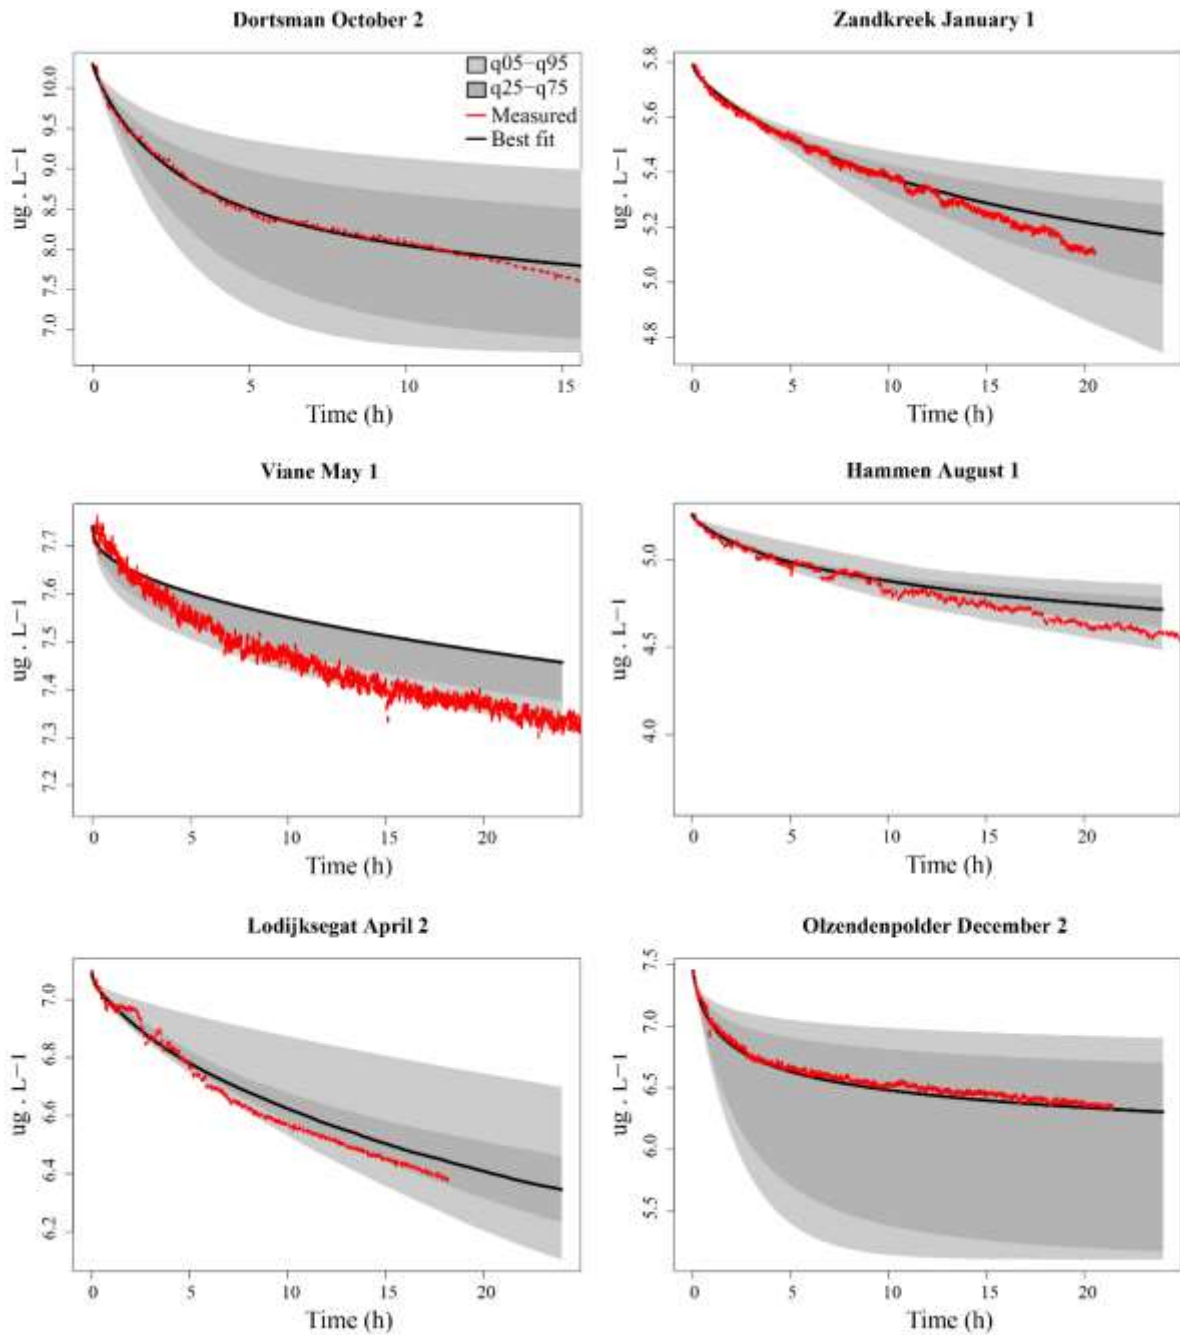 Dortsman October 2
ug . L−1
10.0
9.5
9.0
8.5
8.0
7.5
7.0
q05−q95
q25−q75
Measured
Best fit
0 5 10 15
Time (h)
Zandkreek January 1
ug . L−1
5.8
5.6
5.4
5.2
5.0
4.8
0 5 10 15 20
Time (h)
Viane May 1
ug . L−1
7.7
7.6
7.5
7.4
7.3
7.2
0 5 10 15 20
Time (h)
Hammen August 1
ug . L−1
5.0
4.5
4.0
0 5 10 15 20
Time (h)
Lodijksegat April 2
ug . L−1
7.0
6.8
6.6
6.4
6.2
0 5 10 15 20
Time (h)
Olzendenpolder December 2
ug . L−1
7.5
7.0
6.5
6.0
5.5
0 5 10 15 20
Time (h)